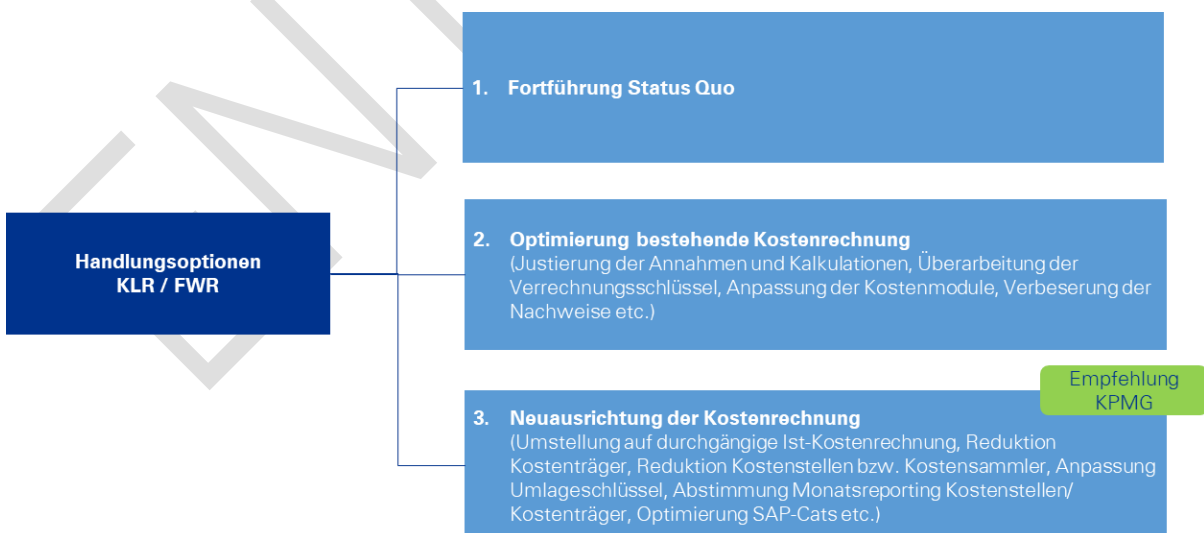 1. Fortführung Status Quo
Handlungsoptionen
KLR / FWR
2. Optimierung bestehende Kostenrechnung
(Justierung der Annahmen und Kalkulationen, Überarbeitung der
Verrechnungsschlüssel, Anpassung der Kostenmodule, Verbeserung der
Nachweise etc.)
Empfehlung
KPMG
3. Neuausrichtung der Kostenrechnung
(Umstellung auf durchgängige Ist-Kostenrechnung, Reduktion
Kostenträger, Reduktion Kostenstellen bzw. Kostensammler, Anpassung
Umlageschlüssel, Abstimmung Monatsreporting Kostenstellen/
Kostenträger, Optimierung SAP-Cats etc.)